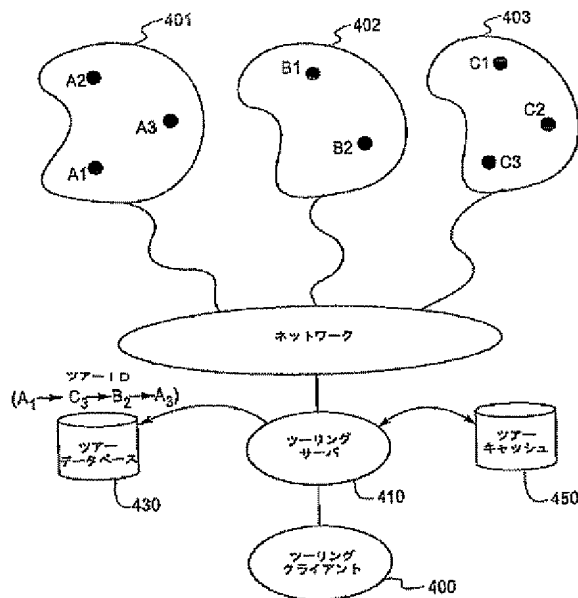 401
402
403
A2
A3
A1
B1
B2
C1
C2
C3
ネットワーク
ツアーID
(A1→C3→B2→A3)
ツアー
データベース
430
ツーリング
サーバ
410
ツアー
キャッシュ
450
ツーリング
クライアント
400